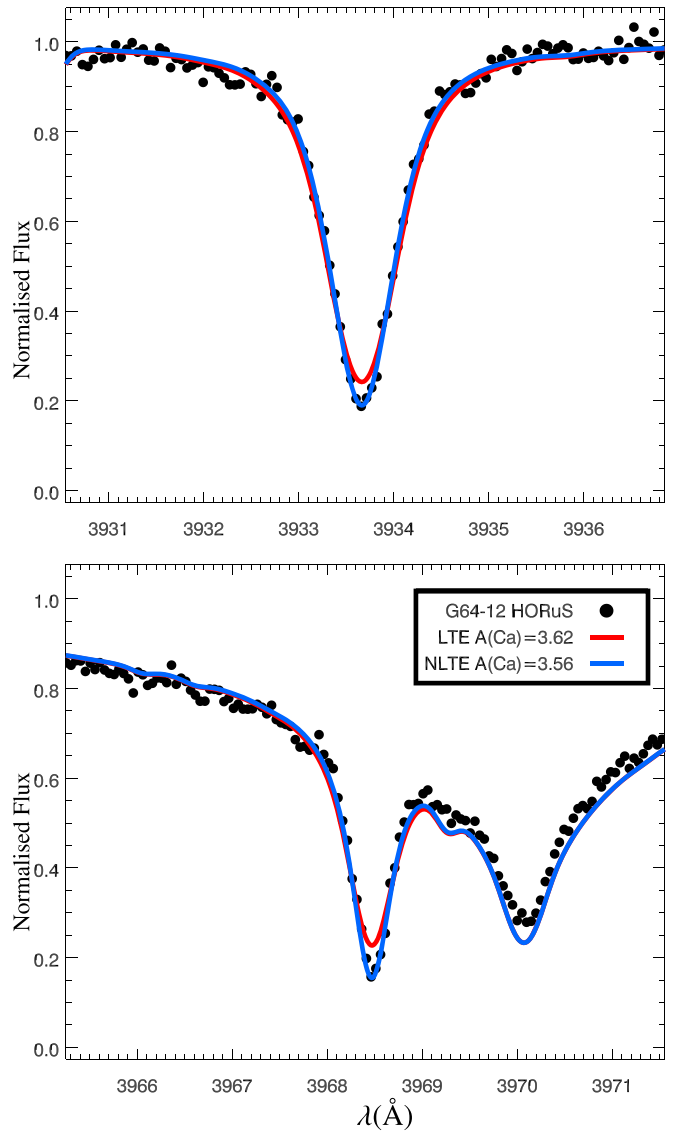 1.0
0.8
0.6
0.4
0.2
0.0
Normalised Flux
3931 3932 3933 3934 3935 3936
1.0
0.8
0.6
0.4
0.2
0.0
Normalised Flux
G64-12 HORuS
LTE A(Ca)=3.62
NLTE A(Ca)=3.56
3966 3967 3968 3969 3970 3971
λ(Å)